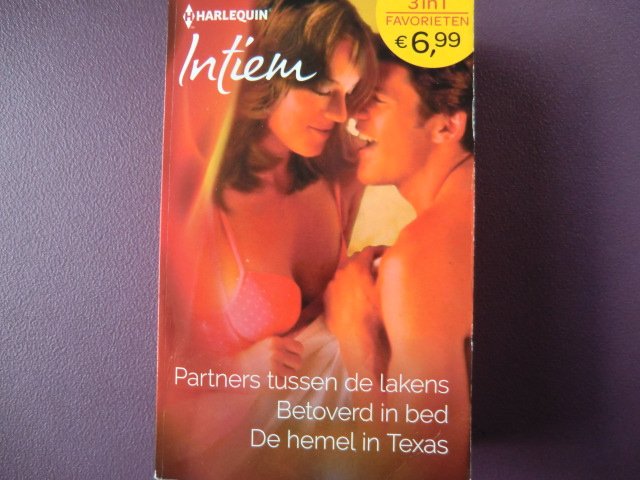 HARLEQUIN®
Intiem
3 in 1
FAVORIETEN
€ 6,99
Partners tussen de lakens
Betoverd in bed
De hemel in Texas